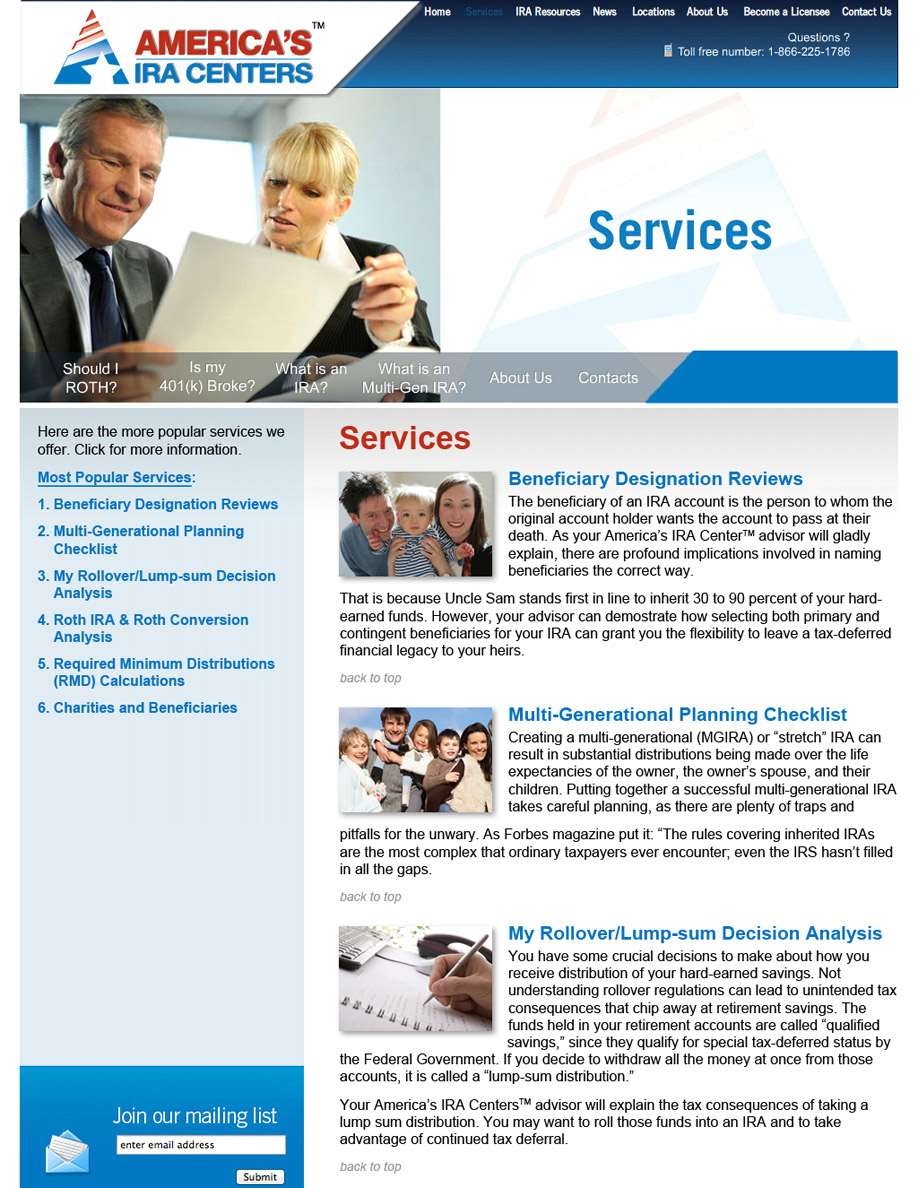 AMERICA'S™
IRA CENTERS
Home Services IRA Resources News Locations About Us Become a Licensee Contact Us
Questions ?
Toll free number: 1-866-225-1786
Services
Should I
ROTH?
Is my
401(k) Broke?
What is an
IRA?
What is an
Multi-Gen IRA?
About Us
Contacts
Here are the more popular services we
offer. Click for more information.
Most Popular Services:
1. Beneficiary Designation Reviews
2. Multi-Generational Planning
Checklist
3. My Rollover/Lump-sum Decision
Analysis
4. Roth IRA & Roth Conversion
Analysis
5. Required Minimum Distributions
(RMD) Calculations
6. Charities and Beneficiaries
Join our mailing list
enter email address
Submit
Services
Beneficiary Designation Reviews
The beneficiary of an IRA account is the person to whom the
original account holder wants the account to pass at their
death. As your America's IRA Center™ advisor will gladly
explain, there are profound implications involved in naming
beneficiaries the correct way.
That is because Uncle Sam stands first in line to inherit 30 to 90 percent of your hard-
earned funds. However, your advisor can demostrate how selecting both primary and
contingent beneficiaries for your IRA can grant you the flexibility to leave a tax-deferred
financial legacy to your heirs.
back to top
Multi-Generational Planning Checklist
Creating a multi-generational (MGIRA) or “stretch” IRA can
result in substantial distributions being made over the life
expectancies of the owner, the owner's spouse, and their
children. Putting together a successful multi-generational IRA
takes careful planning, as there are plenty of traps and
pitfalls for the unwary. As Forbes magazine put it: “The rules covering inherited IRAs
are the most complex that ordinary taxpayers ever encounter; even the IRS hasn't filled
in all the gaps.
back to top
My Rollover/Lump-sum Decision Analysis
You have some crucial decisions to make about how you
receive distribution of your hard-earned savings. Not
understanding rollover regulations can lead to unintended tax
consequences that chip away at retirement savings. The
funds held in your retirement accounts are called “qualified
savings,” since they qualify for special tax-deferred status by
the Federal Government. If you decide to withdraw all the money at once from those
accounts, it is called a “lump-sum distribution.”
Your America's IRA Centers™ advisor will explain the tax consequences of taking a
lump sum distribution. You may want to roll those funds into an IRA and to take
advantage of continued tax deferral.
back to top